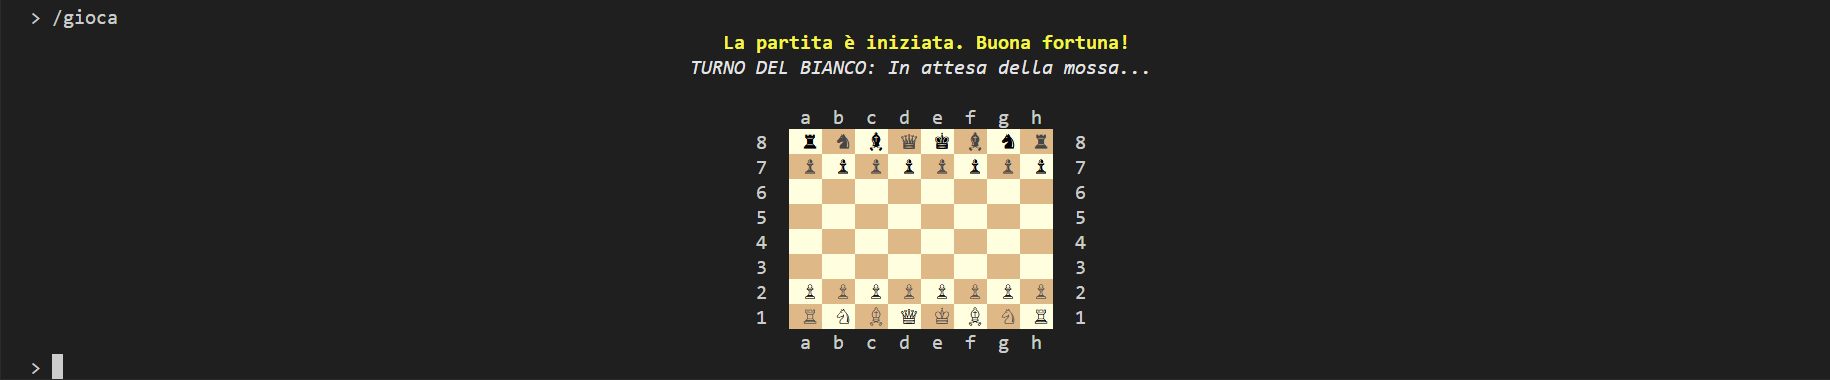 > /gioca
La partita è iniziata. Buona fortuna!
TURNO DEL BIANCO: In attesa della mossa...
a b c d e f g h
8 8
7 7
6 6
5 5
4 4
3 3
2 2
1 1
a b c d e f g h
>